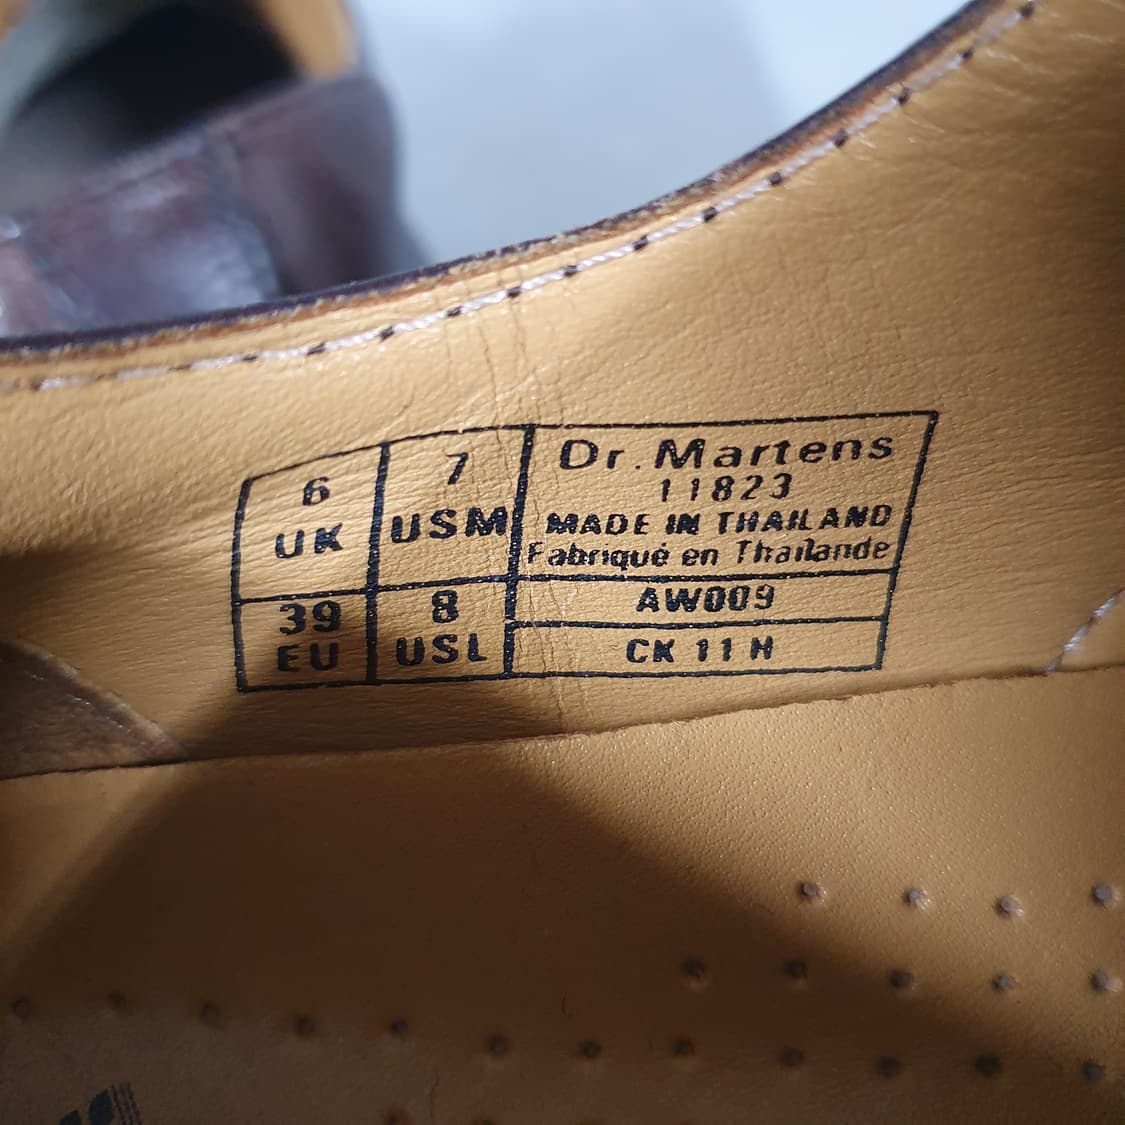 6
UK
7
USM
39
EU
8
USL
Dr. Martens
11823
MADE IN THAILAND
Fabriqué en Thaïlande
AW009
CK 11 H